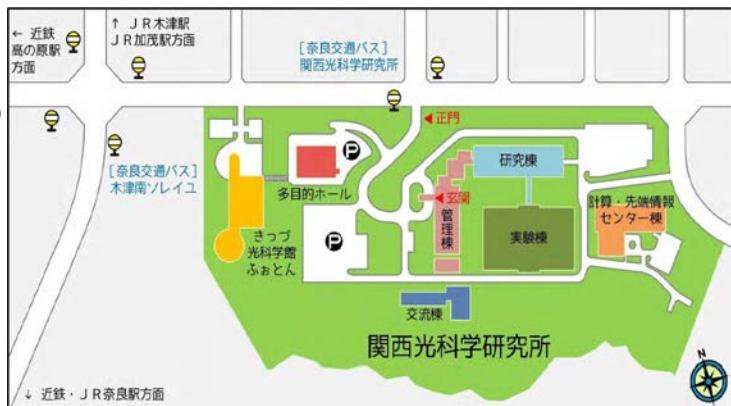 ← 近鉄
高の原駅
方面
↑ JR木津駅
JR加茂駅方面
[奈良交通バス]
関西光科学研究所
◀正門
[奈良交通バス]
木津南ソレイユ
P
多目的ホール
研究棟
◀玄関
管理棟
計算・先端情報
センター棟
実験棟
きっづ
光科学館
ふぉとん
P
交流棟
関西光科学研究所
N
↓ 近鉄・JR奈良駅方面